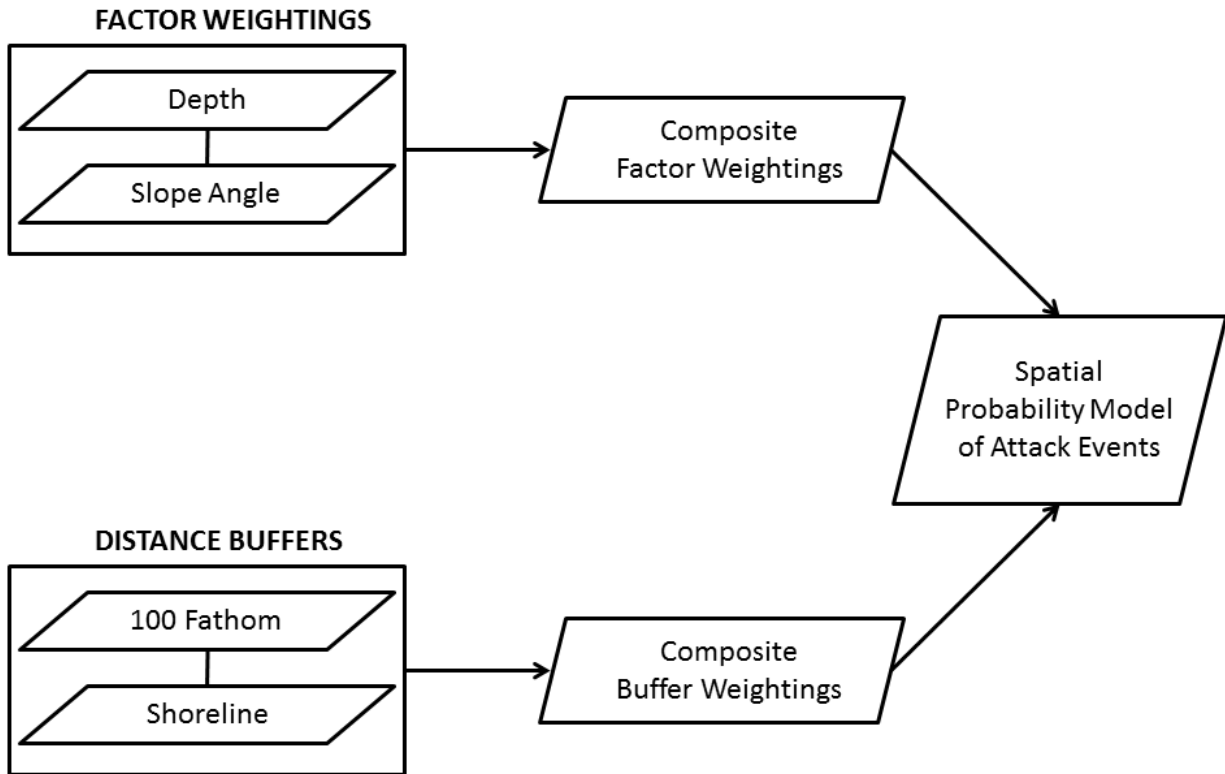 FACTOR WEIGHTINGS
Depth
Slope Angle
Composite
Factor Weightings
Spatial
Probability Model
of Attack Events
DISTANCE BUFFERS
100 Fathom
Shoreline
Composite
Buffer Weightings